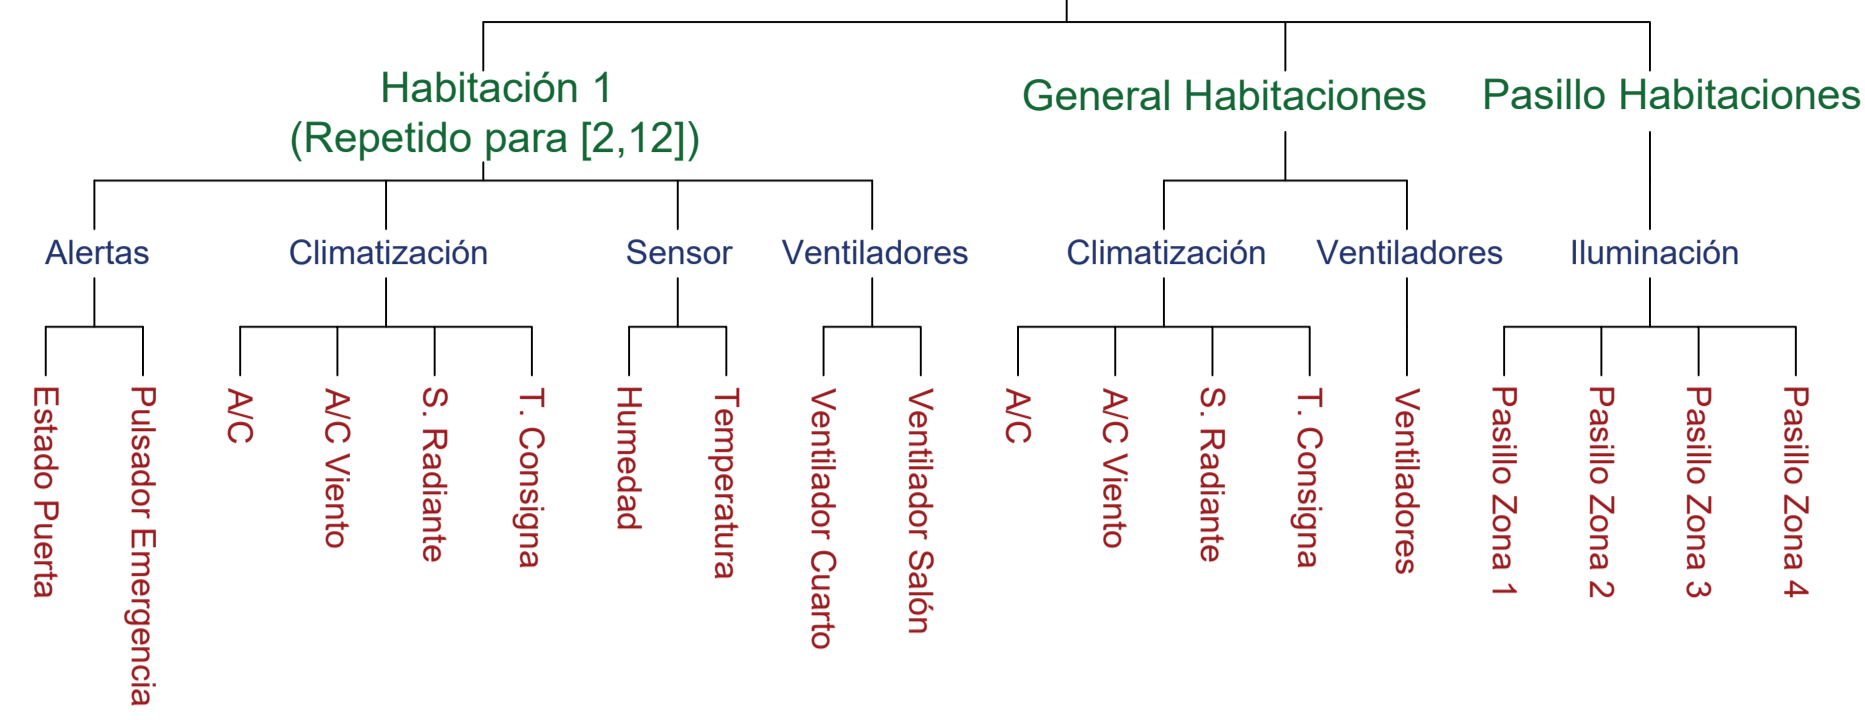 Habitación 1
(Repetido para [2,12])
General Habitaciones
Pasillo Habitaciones
Alertas
Climatización
Sensor
Ventiladores
Climatización
Ventiladores
Iluminación
Estado Puerta
Pulsador Emergencia
A/C
A/C Viento
S. Radiante
T. Consigna
Humedad
Temperatura
Ventilador Cuarto
Ventilador Salón
A/C
A/C Viento
S. Radiante
T. Consigna
Ventiladores
Pasillo Zona 1
Pasillo Zona 2
Pasillo Zona 3
Pasillo Zona 4